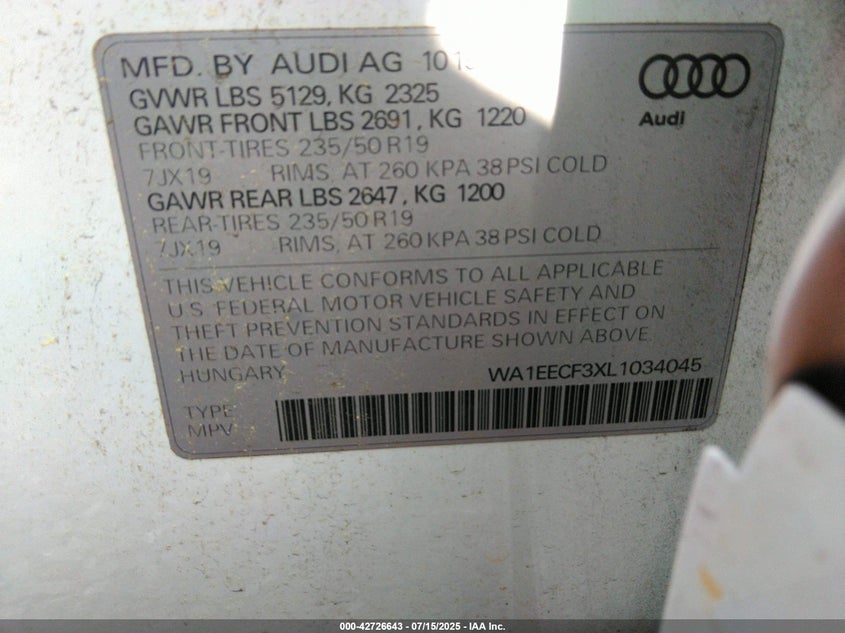 MFD. BY AUDI AG
GVWR LBS 5129, KG 2325
GAWR FRONT LBS 2691, KG 1220
FRONT-TIRES 235/50 R19
7JX19 RIMS, AT 260 KPA 38 PSI COLD
GAWR REAR LBS 2647, KG 1200
REAR-TIRES 235/50 R19
7JX19 RIMS, AT 260 KPA 38 PSI COLD
Audi
THIS VEHICLE CONFORMS TO ALL APPLICABLE
U.S. FEDERAL MOTOR VEHICLE SAFETY AND
THEFT PREVENTION STANDARDS IN EFFECT ON
THE DATE OF MANUFACTURE SHOWN ABOVE
HUNGARY WA1EECF3XL1034045
TYPE
MPV
000-42726643 - 07/15/2025 - IAA Inc.